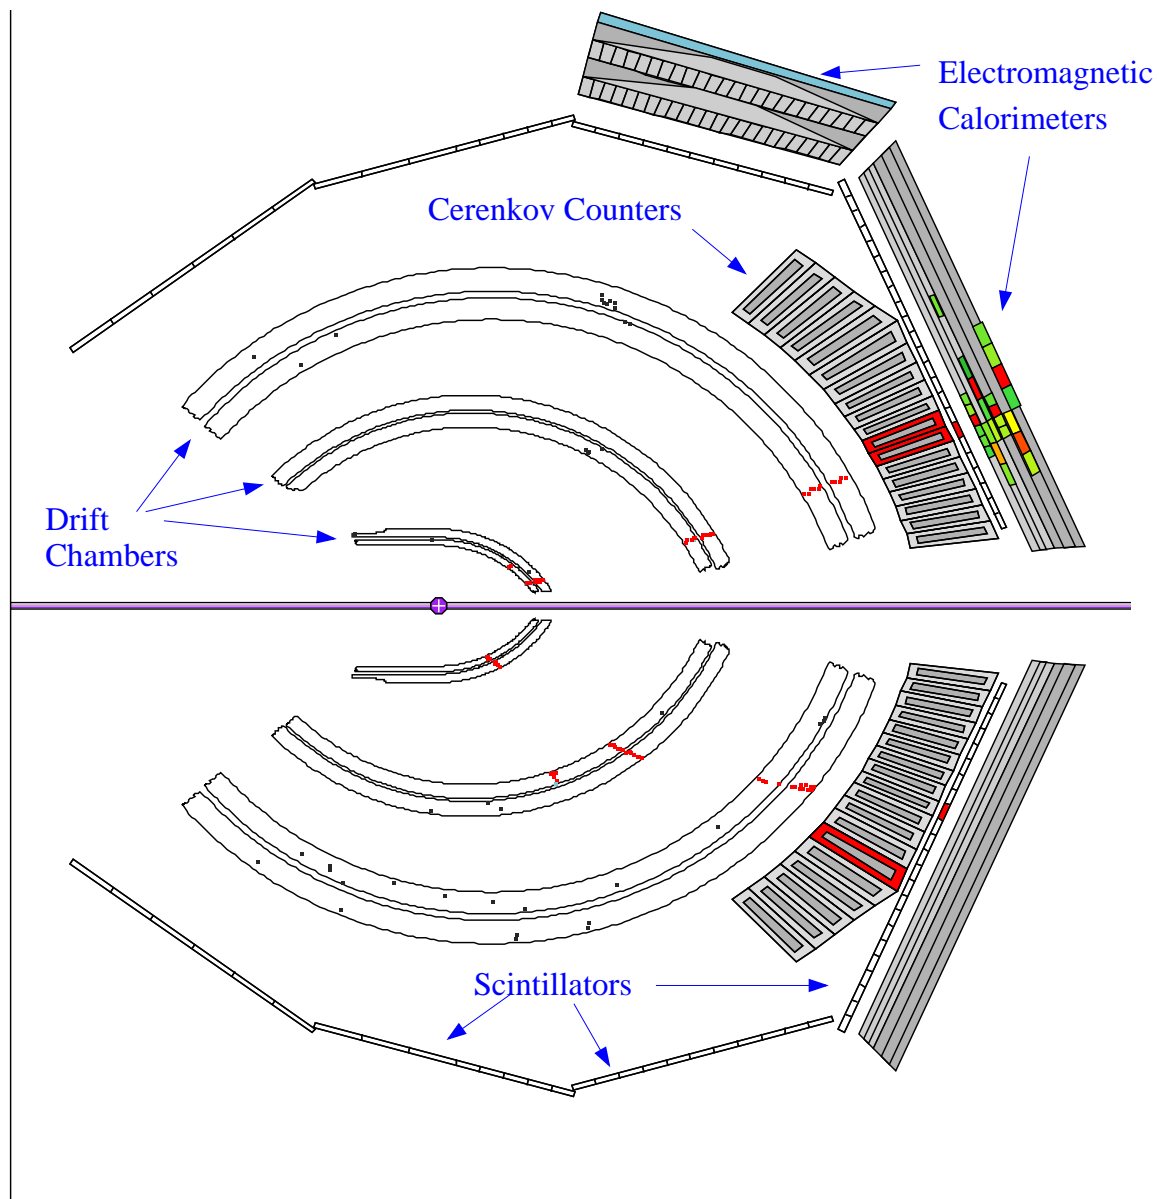 Electromagnetic
Calorimeters
Cerenkov Counters
Drift
Chambers
Scintillators